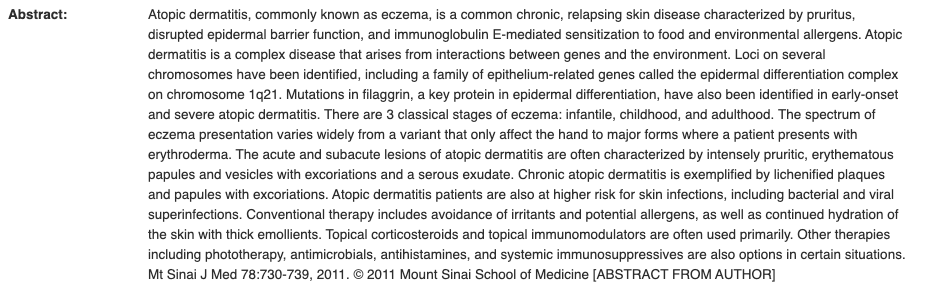 Abstract: Atopic dermatitis, commonly known as eczema, is a common chronic, relapsing skin disease characterized by pruritus,
disrupted epidermal barrier function, and immunoglobulin E-mediated sensitization to food and environmental allergens. Atopic
dermatitis is a complex disease that arises from interactions between genes and the environment. Loci on several
chromosomes have been identified, including a family of epithelium-related genes called the epidermal differentiation complex
on chromosome 1q21. Mutations in filaggrin, a key protein in epidermal differentiation, have also been identified in early-onset
and severe atopic dermatitis. There are 3 classical stages of eczema: infantile, childhood, and adulthood. The spectrum of
eczema presentation varies widely from a variant that only affect the hand to major forms where a patient presents with
erythroderma. The acute and subacute lesions of atopic dermatitis are often characterized by intensely pruritic, erythematous
papules and vesicles with excoriations and a serous exudate. Chronic atopic dermatitis is exemplified by lichenified plaques
and papules with excoriations. Atopic dermatitis patients are also at higher risk for skin infections, including bacterial and viral
superinfections. Conventional therapy includes avoidance of irritants and potential allergens, as well as continued hydration of
the skin with thick emollients. Topical corticosteroids and topical immunomodulators are often used primarily. Other therapies
including phototherapy, antimicrobials, antihistamines, and systemic immunosuppressives are also options in certain situations.
Mt Sinai J Med 78:730-739, 2011. © 2011 Mount Sinai School of Medicine [ABSTRACT FROM AUTHOR]